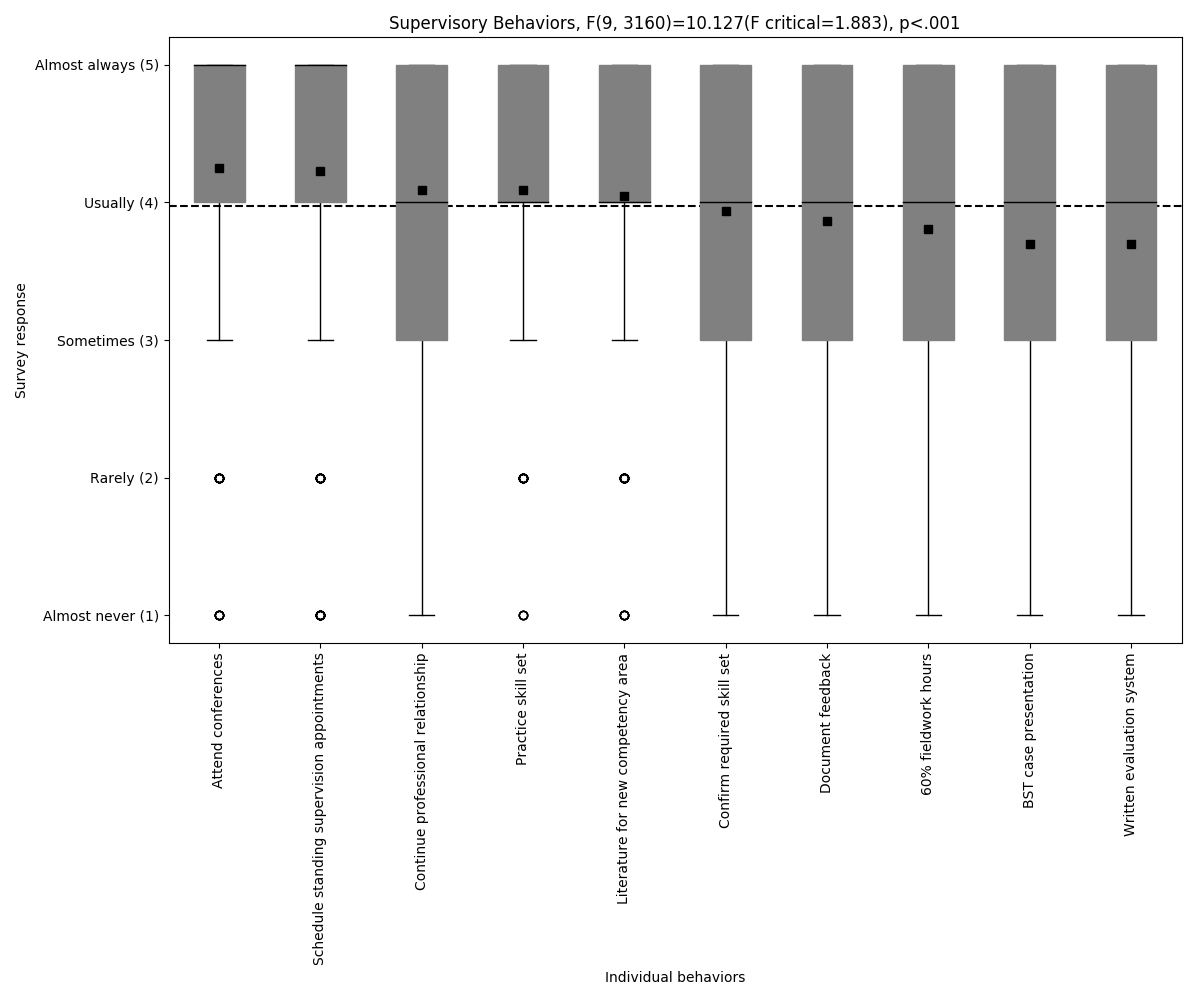 Supervisory Behaviors, F(9, 3160)=10.127(F critical=1.883), p<.001
Survey response
Almost always (5)
Usually (4)
Sometimes (3)
Rarely (2)
Almost never (1)
Attend conferences
Schedule standing supervision appointments
Continue professional relationship
Practice skill set
Literature for new competency area
Confirm required skill set
Document feedback
60% fieldwork hours
BST case presentation
Written evaluation system
Individual behaviors